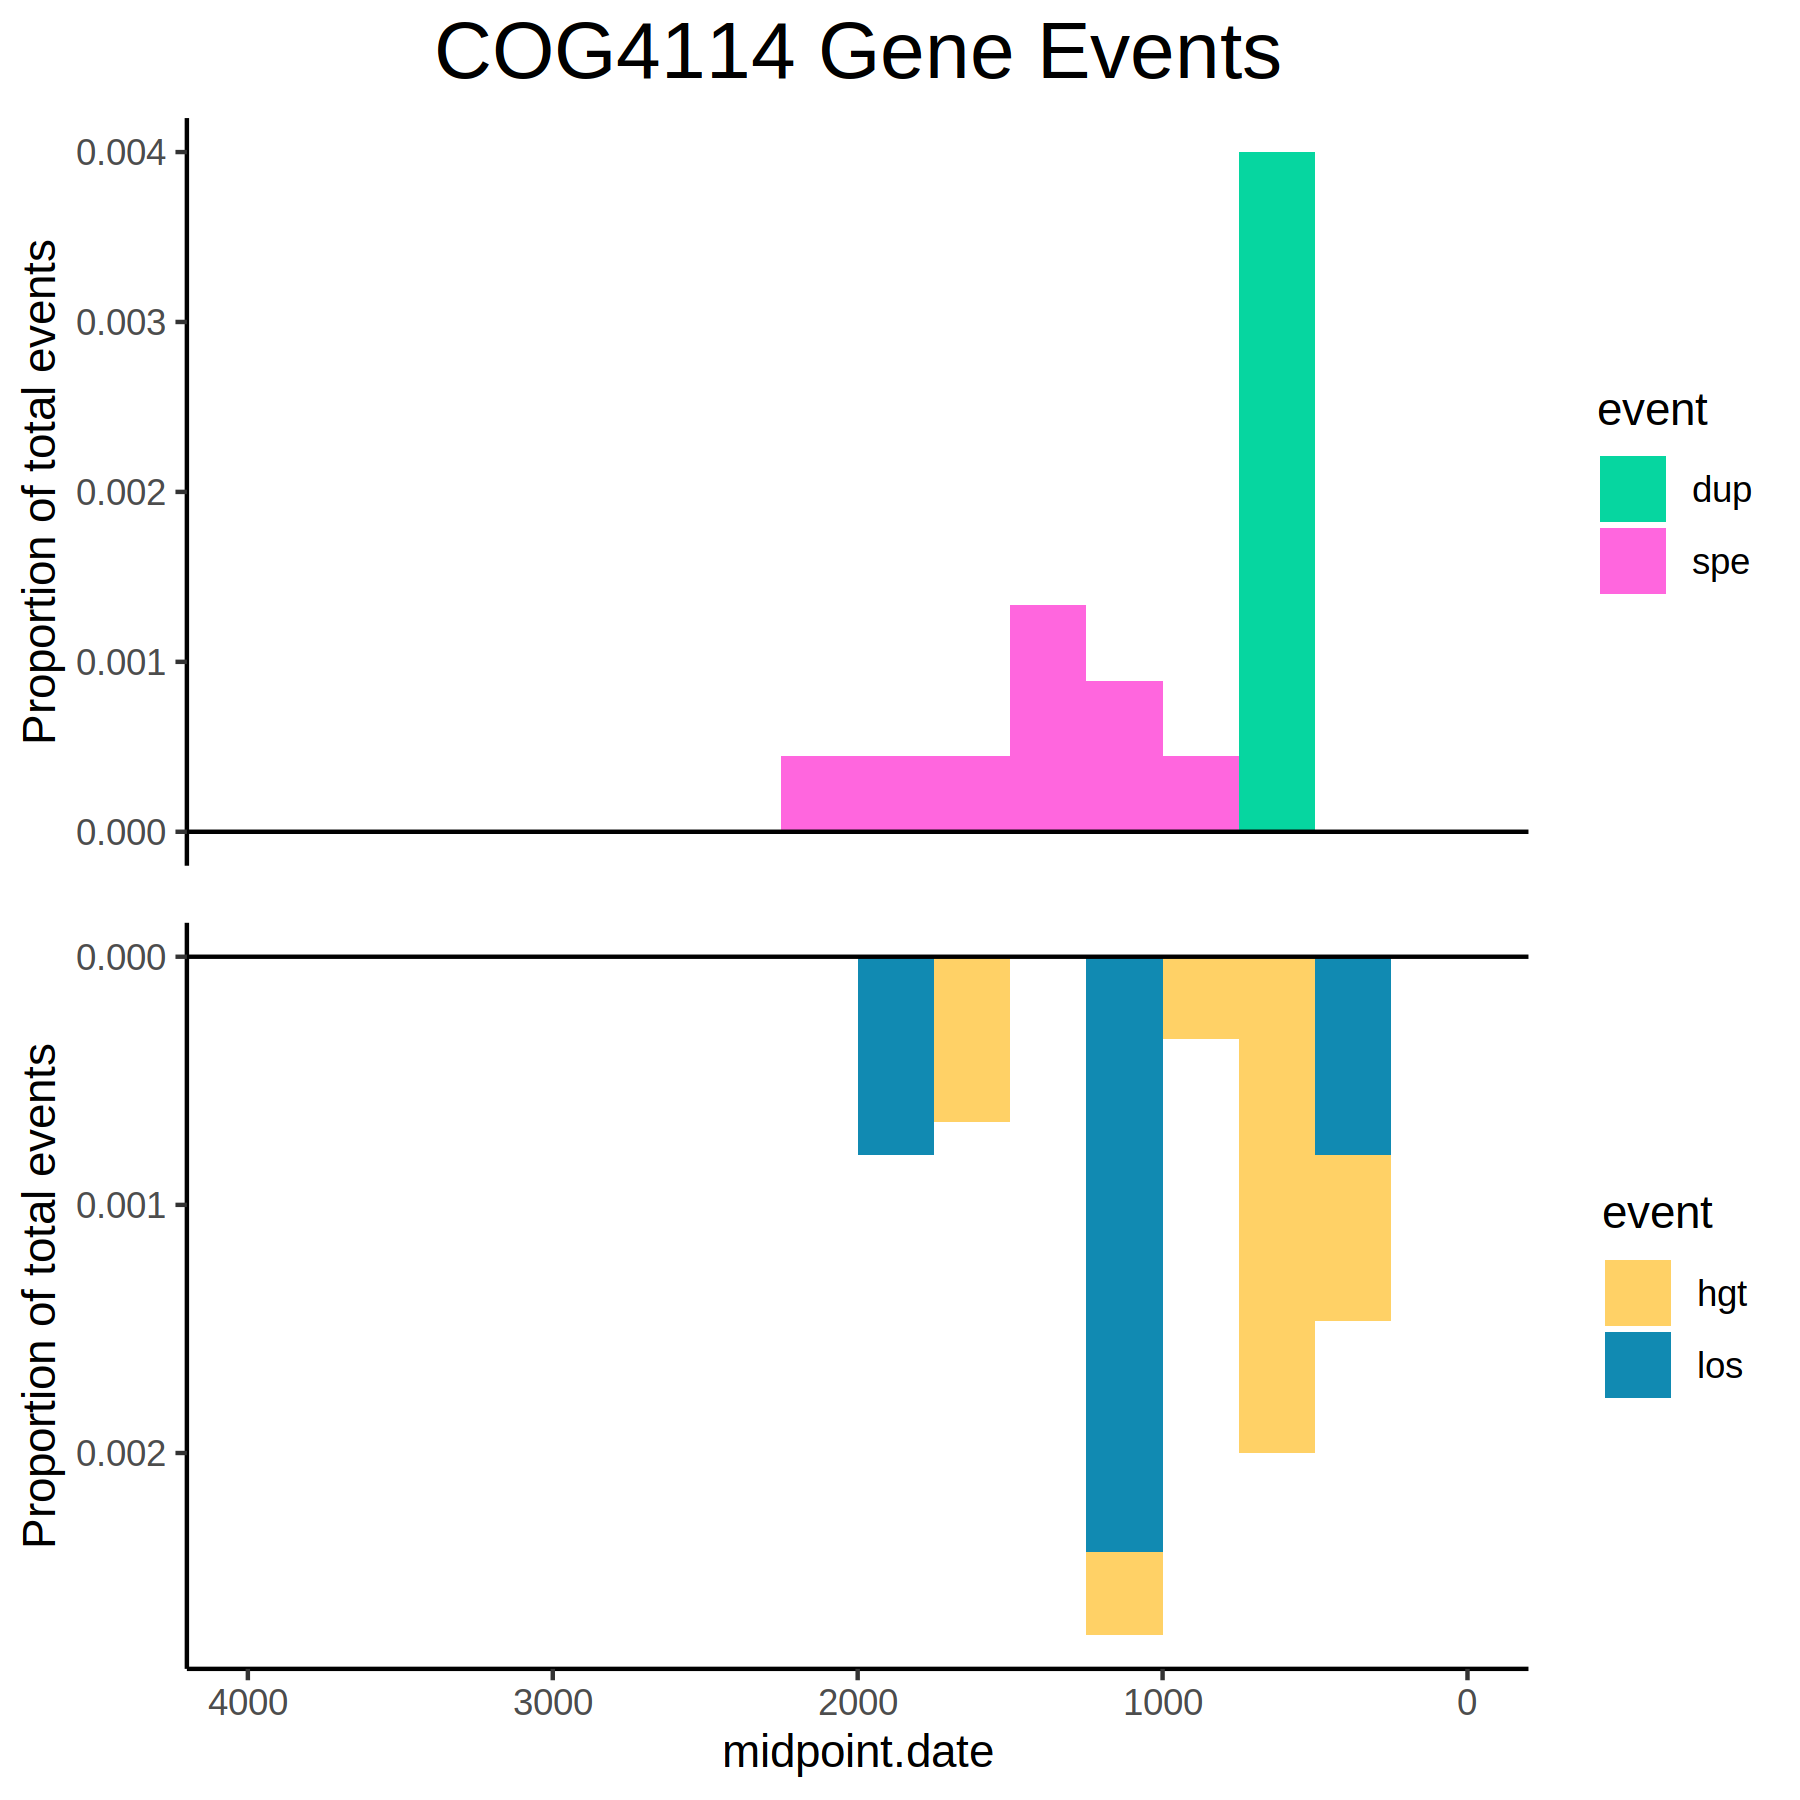 COG4114 Gene Events
Proportion of total events
0.004
0.003
0.002
0.001
0.000
event
dup
spe
Proportion of total events
0.000
0.001
0.002
event
hgt
los
4000 3000 2000 1000 0
midpoint.date